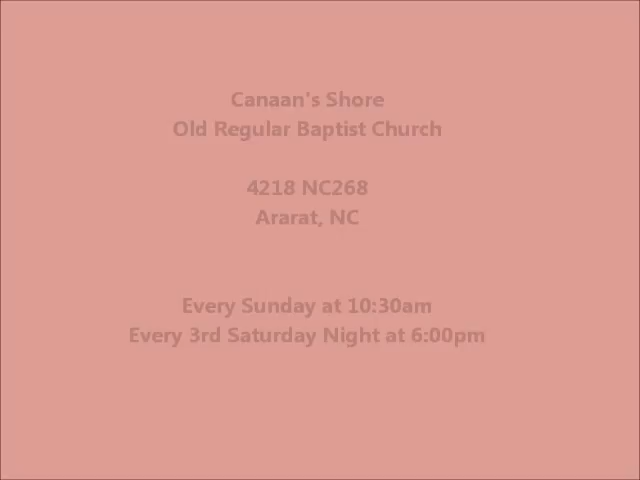 Canaan's Shore
Old Regular Baptist Church
4218 NC268
Ararat, NC
Every Sunday at 10:30am
Every 3rd Saturday Night at 6:00pm